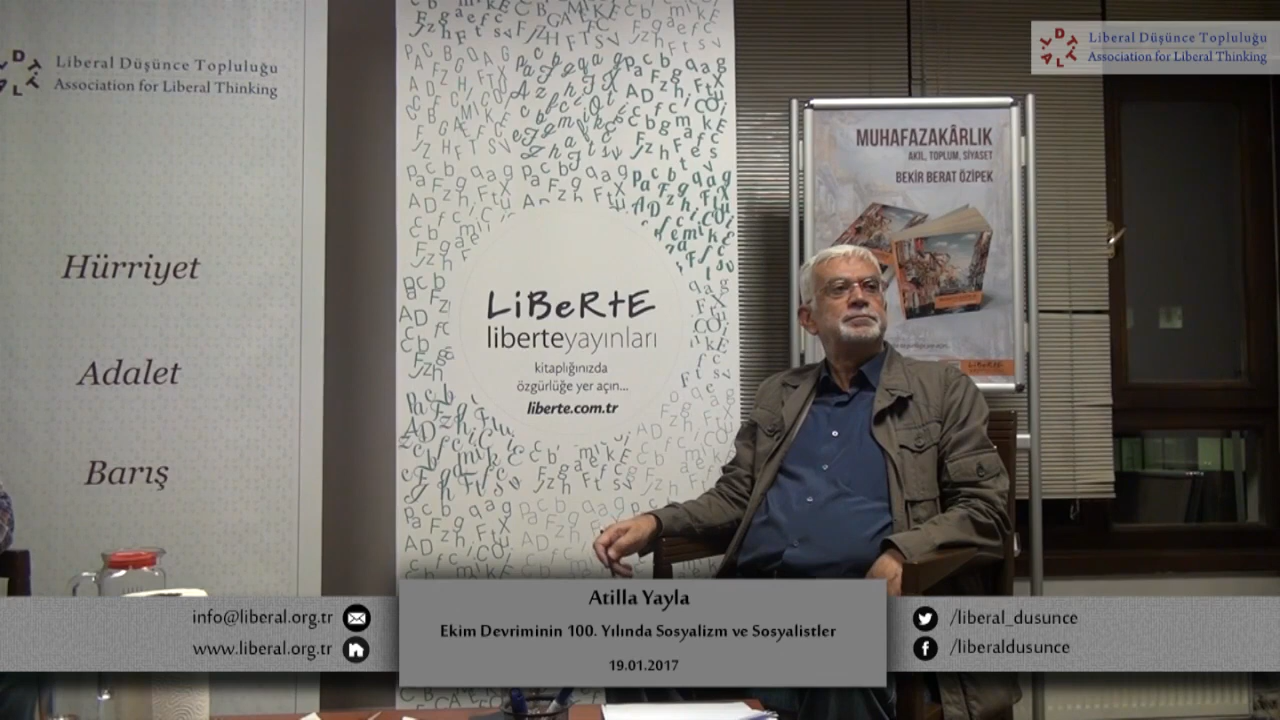 Liberal Düşünce Topluluğu
Association for Liberal Thinking
Hürriyet
Adalet
Barış
LiBeRtE
liberteyayınları
kitaplığınızda
özgürlüğe yer açın...
liberte.com.tr
MUHAFAZAKÂRLIK
AKIL, TOPLUM, SİYASET
BEKİR BERAT ÖZİPEK
LiBeRtE
Liberal Düşünce Topluluğu
Association for Liberal Thinking
info@liberal.org.tr
www.liberal.org.tr
Atilla Yayla
Ekim Devriminin 100. Yılında Sosyalizm ve Sosyalistler
19.01.2017
/liberal_dusunce
/liberaldusunce